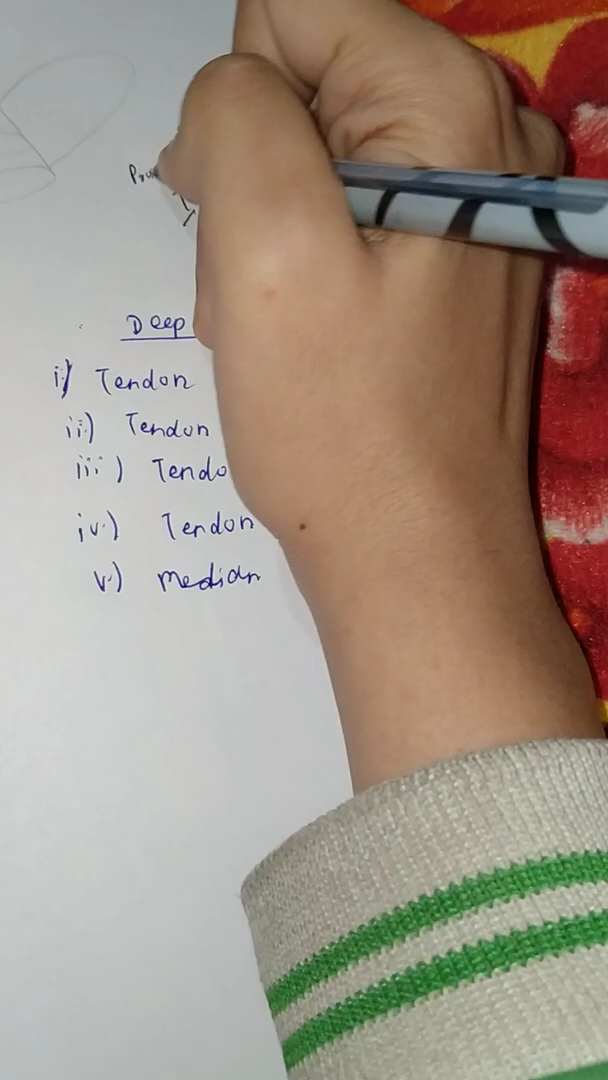 Deep
i) Tendon
ii) Tendon
iii) Tendo
iv) Tendon
v) median